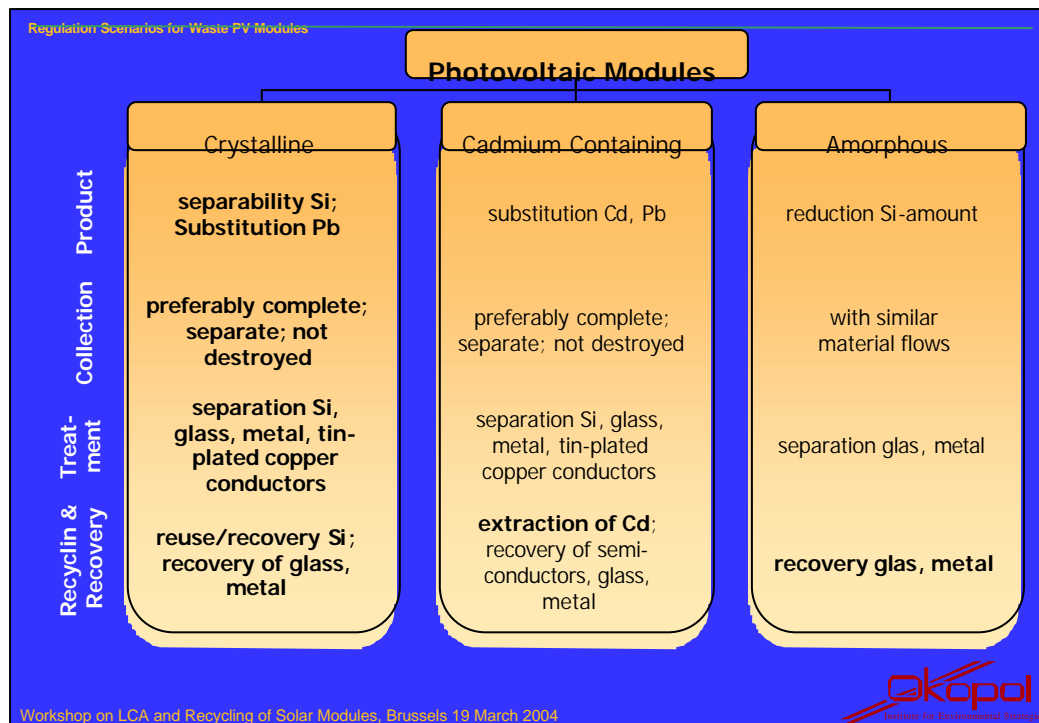 Regulation Scenarios for Waste PV Modules
Photovoltaic Modules
Crystalline
Cadmium Containing
Amorphous
Product
separability Si;
Substitution Pb
substitution Cd, Pb
reduction Si-amount
Collection
preferably complete;
separate; not
destroyed
preferably complete;
separate; not destroyed
with similar
material flows
Treat-
ment
separation Si,
glass, metal, tin-
plated copper
conductors
separation Si, glass,
metal, tin-plated
copper conductors
separation glas, metal
Recyclin &
Recovery
reuse/recovery Si;
recovery of glass,
metal
extraction of Cd;
recovery of semi-
conductors, glass,
metal
recovery glas, metal
Workshop on LCA and Recycling of Solar Modules, Brussels 19 March 2004
Ökopol
Institute for Environmental Strategie